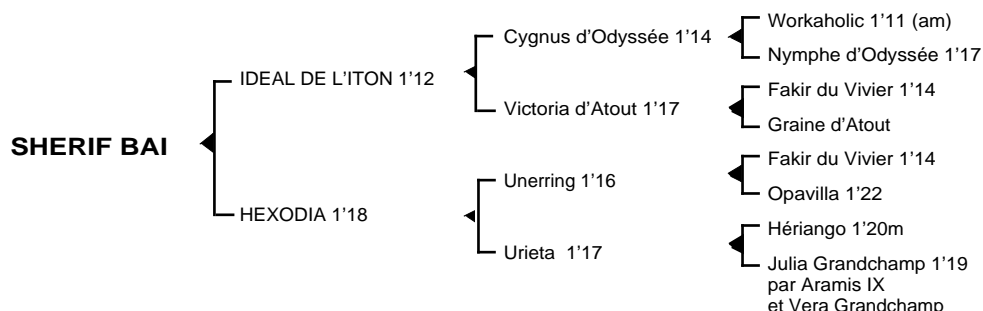 Workaholic 1'11 (am)
Cygnus d'Odyssée 1'14
Nymphe d'Odyssée 1'17
IDEAL DE L'ITON 1'12
Fakir du Vivier 1'14
Victoria d'Atout 1'17
Graine d'Atout
SHERIF BAI
Fakir du Vivier 1'14
Unerring 1'16
Opavilla 1'22
HEXODIA 1'18
Hériango 1'20m
Urieta 1'17
Julia Grandchamp 1'19
par Aramis IX
et Vera Grandchamp